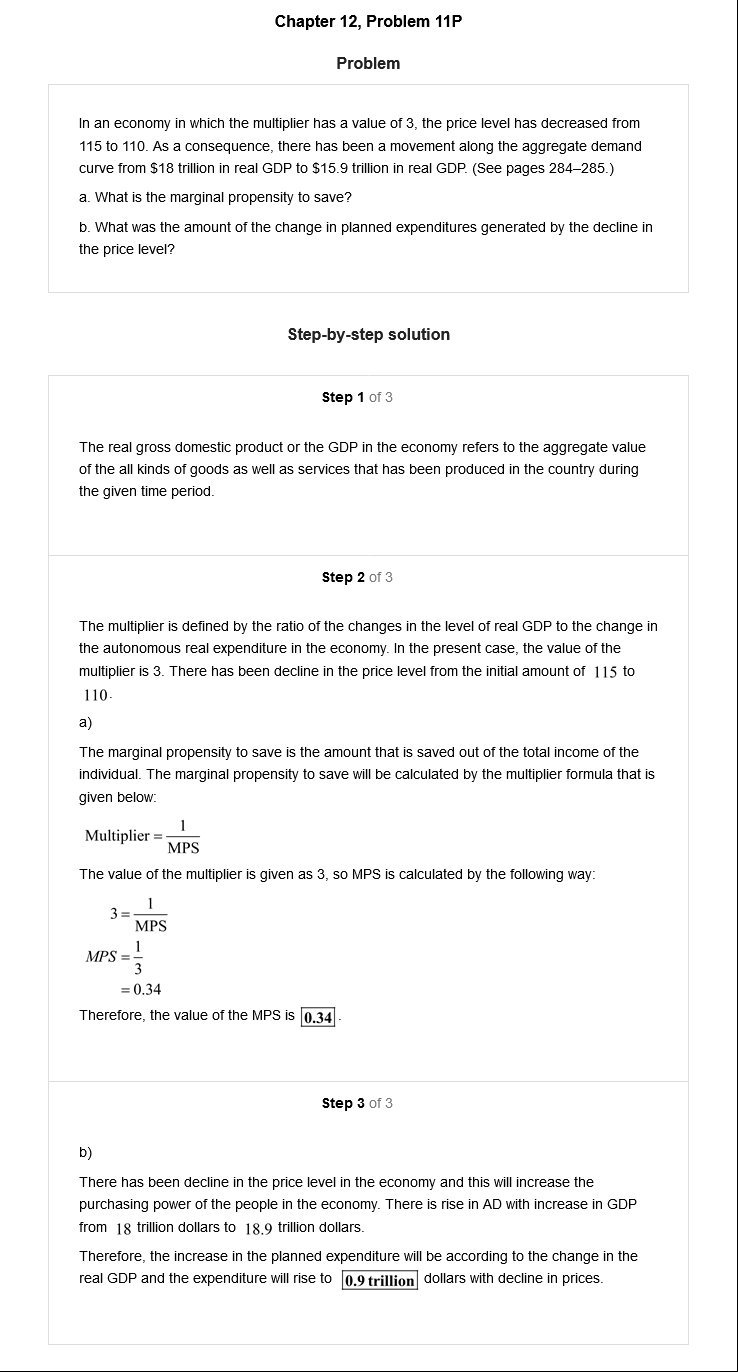 Chapter 12, Problem 11P
Problem
In an economy in which the multiplier has a value of 3, the price level has decreased from
115 to 110. As a consequence, there has been a movement along the aggregate demand
curve from $18 trillion in real GDP to $15.9 trillion in real GDP. (See pages 284–285.)
a. What is the marginal propensity to save?
b. What was the amount of the change in planned expenditures generated by the decline in
the price level?
Step-by-step solution
Step 1 of 3
The real gross domestic product or the GDP in the economy refers to the aggregate value
of the all kinds of goods as well as services that has been produced in the country during
the given time period.
Step 2 of 3
The multiplier is defined by the ratio of the changes in the level of real GDP to the change in
the autonomous real expenditure in the economy. In the present case, the value of the
multiplier is 3. There has been decline in the price level from the initial amount of 115 to
110.
a)
The marginal propensity to save is the amount that is saved out of the total income of the
individual. The marginal propensity to save will be calculated by the multiplier formula that is
given below:
Multiplier = 1/MPS
The value of the multiplier is given as 3, so MPS is calculated by the following way:
3 = 1/MPS
MPS = 1/3
= 0.34
Therefore, the value of the MPS is 0.34.
Step 3 of 3
b)
There has been decline in the price level in the economy and this will increase the
purchasing power of the people in the economy. There is rise in AD with increase in GDP
from 18 trillion dollars to 18.9 trillion dollars.
Therefore, the increase in the planned expenditure will be according to the change in the
real GDP and the expenditure will rise to 0.9 trillion dollars with decline in prices.